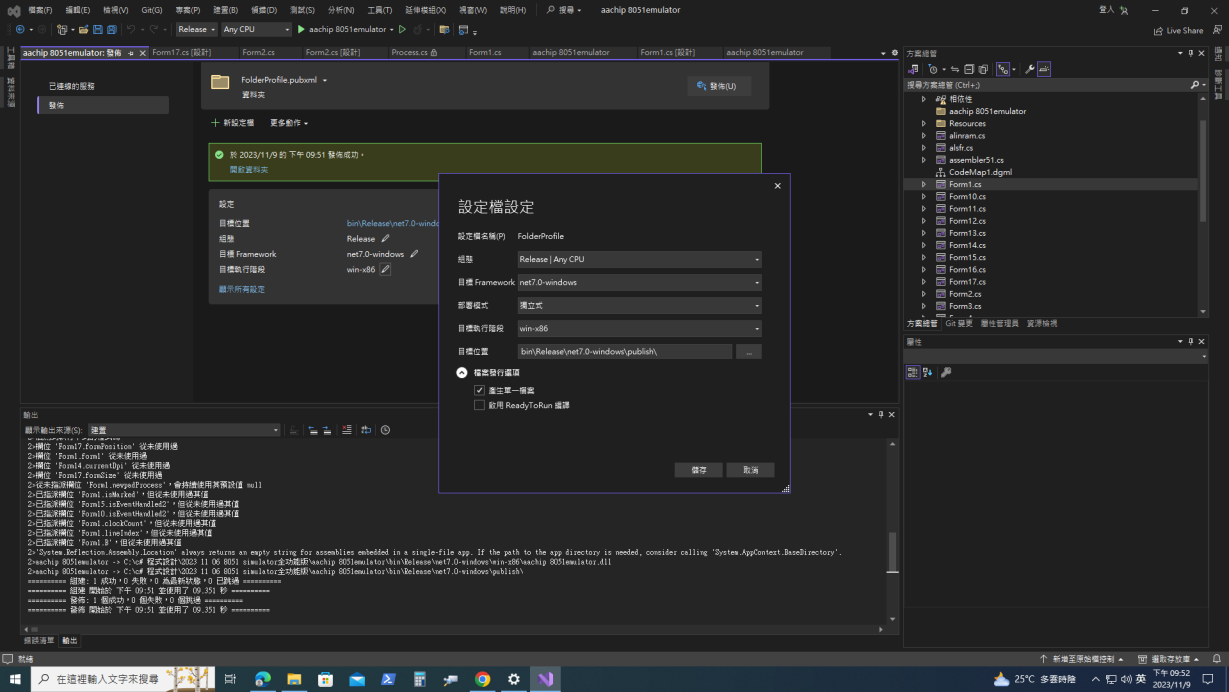 檔案(F) 編輯(E) 檢視(V) Git(G) 專案(P) 建置(B) 偵錯(D) 測試(S) 分析(N) 工具(T) 延伸模組(X) 視窗(W) 說明(H) 搜尋 aachip 8051emulator 登入
Release Any CPU aachip 8051emulator Live Share
aachip 8051emulator: 發佈 Form17.cs [設計] Form2.cs Form2.cs [設計] Process.cs Form1.cs aachip 8051emulator Form1.cs [設計] aachip 8051emulator
已連線的服務
發佈
FolderProfile.pubxml
資料夾
發佈(U)
新設定檔 更多動作
於 2023/11/9 的 下午 09:51 發佈成功。
開啟資料夾
設定
目標位置 bin\Release\net7.0-windo
組態 Release
目標 Framework net7.0-windows
目標執行階段 win-x86
顯示所有設定
設定檔設定
設定檔名稱(P) FolderProfile
組態 Release | Any CPU
目標 Framework net7.0-windows
部署模式 獨立式
目標執行階段 win-x86
目標位置 bin\Release\net7.0-windows\publish\ ...
檔案發行選項
產生單一檔案
啟用 ReadyToRun 編譯
儲存 取消
方案總管
搜尋方案總管 (Ctrl+;)
相依性
aachip 8051emulator
Resources
alinram.cs
alsfr.cs
assembler51.cs
CodeMap1.dgml
Form1.cs
Form10.cs
Form11.cs
Form12.cs
Form13.cs
Form14.cs
Form15.cs
Form16.cs
Form17.cs
Form2.cs
Form3.cs
方案總管 Git 變更 屬性管理員 資源檢視
屬性
輸出
顯示輸出來源(S): 建置
2>欄位 'Form17.formPosition' 從未使用過
2>欄位 'Form1.form1' 從未使用過
2>欄位 'Form14.currentDpi' 從未使用過
2>欄位 'Form17.formSize' 從未使用過
2>從未指派欄位 'Form1.newpadProcess'，會持續使用其預設值 null
2>已指派欄位 'Form1.isMarked'，但從未使用過其值
2>已指派欄位 'Form15.isEventHandled2'，但從未使用過其值
2>已指派欄位 'Form10.isEventHandled2'，但從未使用過其值
2>已指派欄位 'Form1.clockCount'，但從未使用過其值
2>已指派欄位 'Form1.lineIndex'，但從未使用過其值
2>已指派欄位 'Form1.B'，但從未使用過其值
2>'System.Reflection.Assembly.Location' always returns an empty string for assemblies embedded in a single-file app. If the path to the app directory is needed, consider calling 'System.AppContext.BaseDirectory'.
2>aachip 8051emulator -> C:\c# 程式設計\2023 11 06 8051 simulator全功能版\aachip 8051emulator\bin\Release\net7.0-windows\win-x86\aachip 8051emulator.dll
2>aachip 8051emulator -> C:\c# 程式設計\2023 11 06 8051 simulator全功能版\aachip 8051emulator\bin\Release\net7.0-windows\publish\
========== 組建: 1 成功，0 失敗，0 為最新狀態，0 已跳過 ==========
========== 組建 開始於 下午 09:51 並使用了 09.351 秒 ==========
========== 發佈: 1 個成功，0 個失敗，0 個跳過 ==========
========== 發佈 開始於 下午 09:51 並使用了 09.351 秒 ==========
錯誤清單 輸出
就緒 新增至原始檔控制 選取存放庫
在這裡輸入文字來搜尋 25°C 多雲時陰 英 下午 09:52
2023/11/9